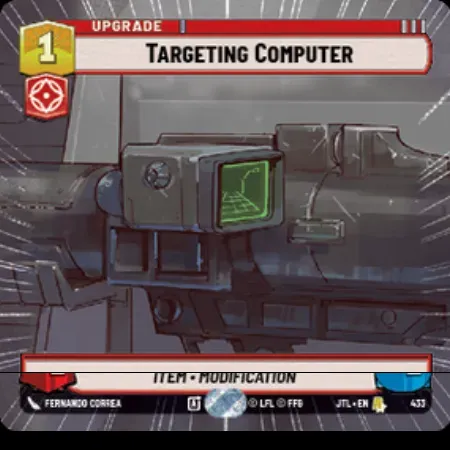 UPGRADE
1
TARGETING COMPUTER
ITEM • MODIFICATION
FERNANDO CORREA
LFL FFG
JTL • EN
433